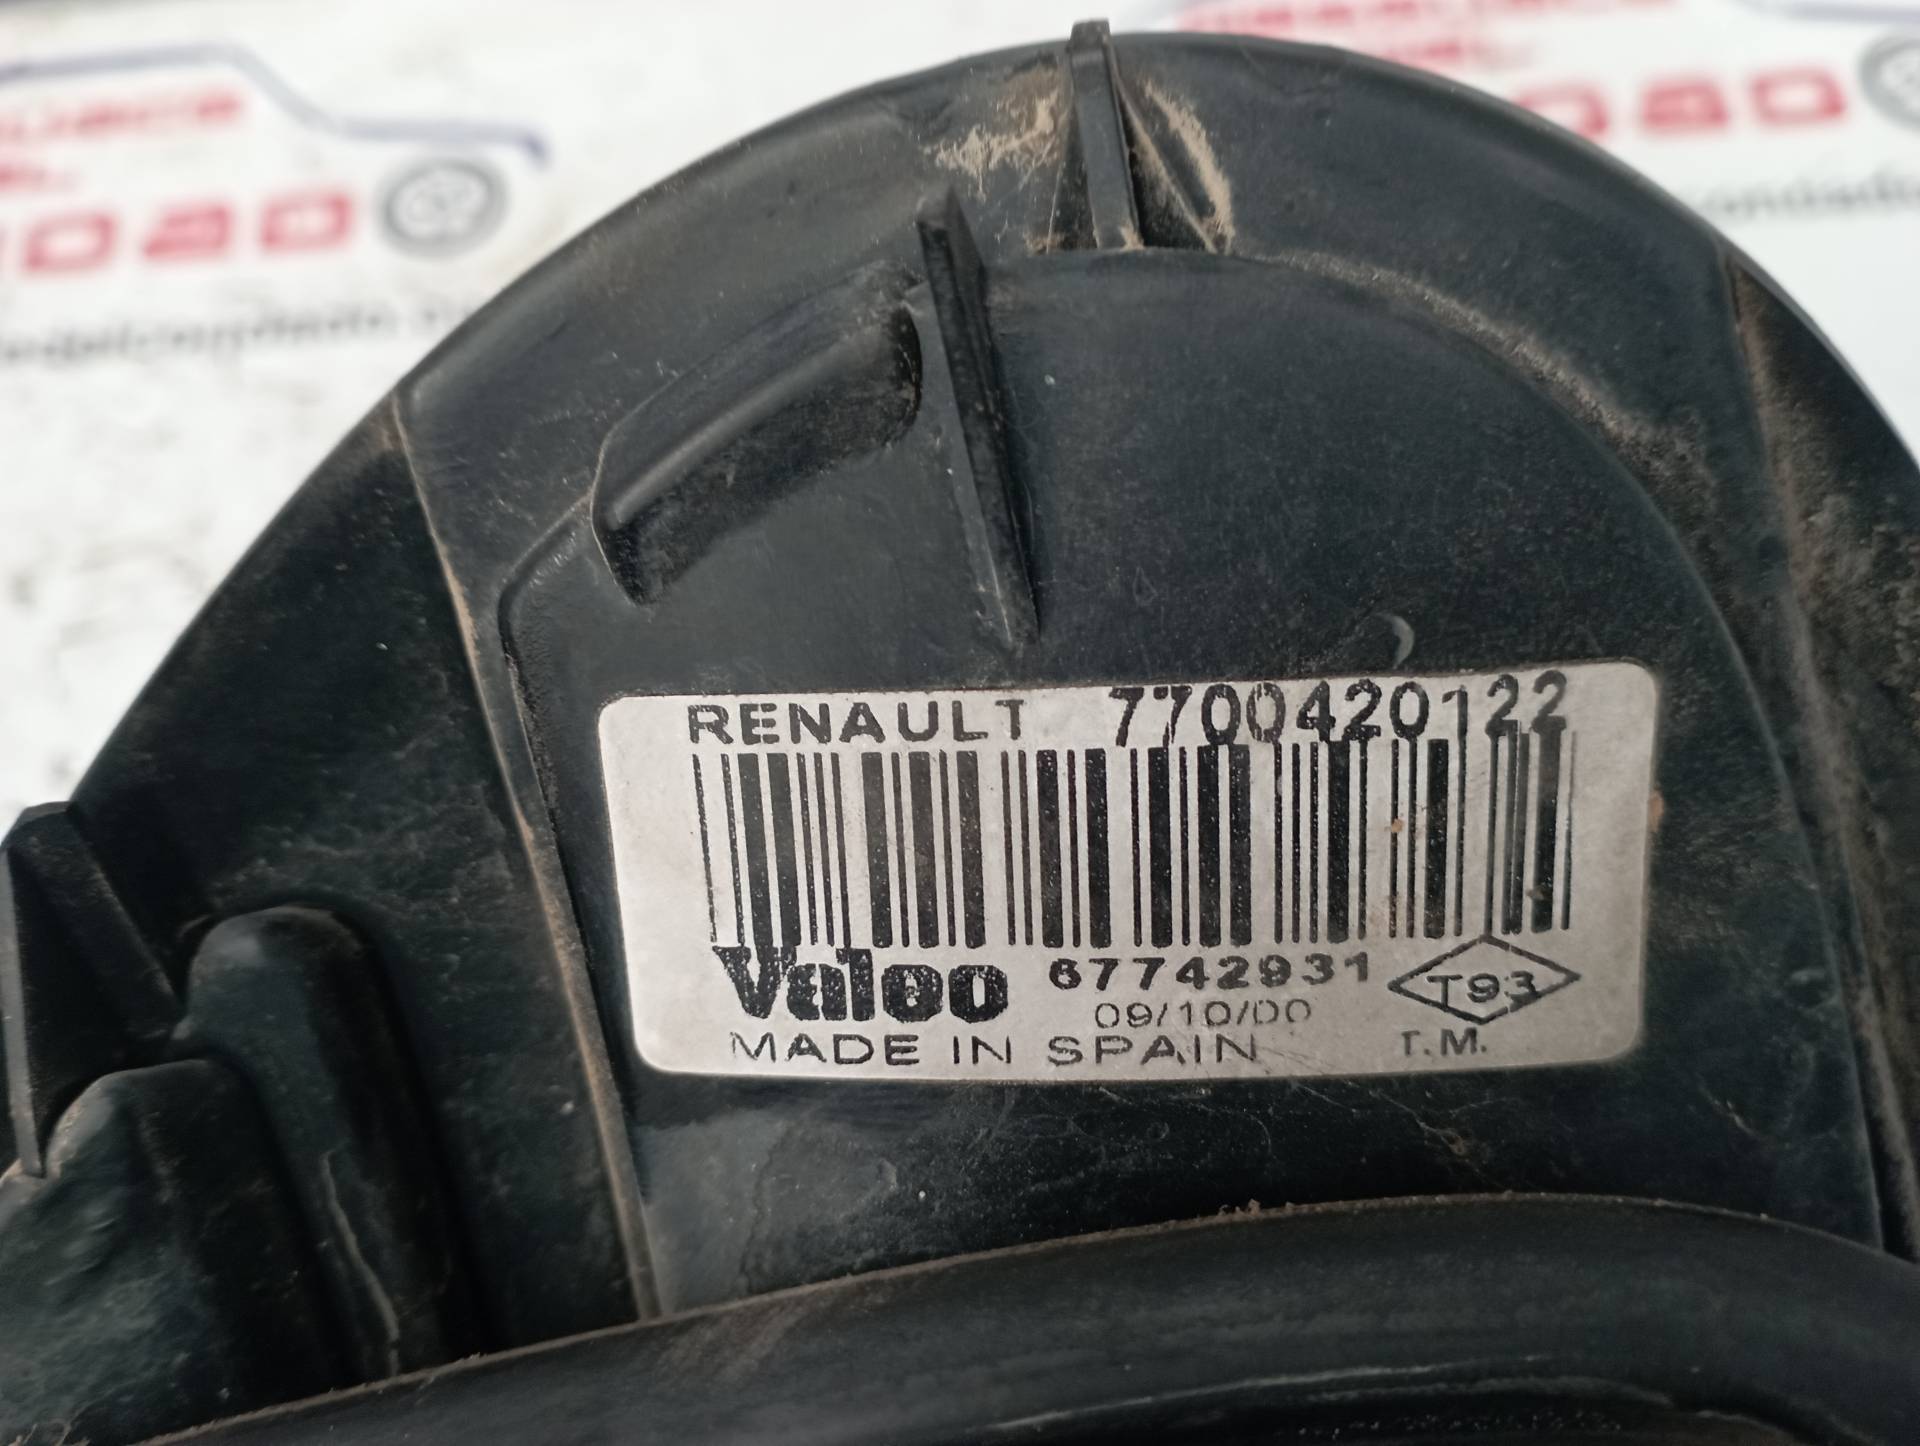 RENAULT 7700420122
Valeo 67742931
09/10/00
T93
MADE IN SPAIN T.M.